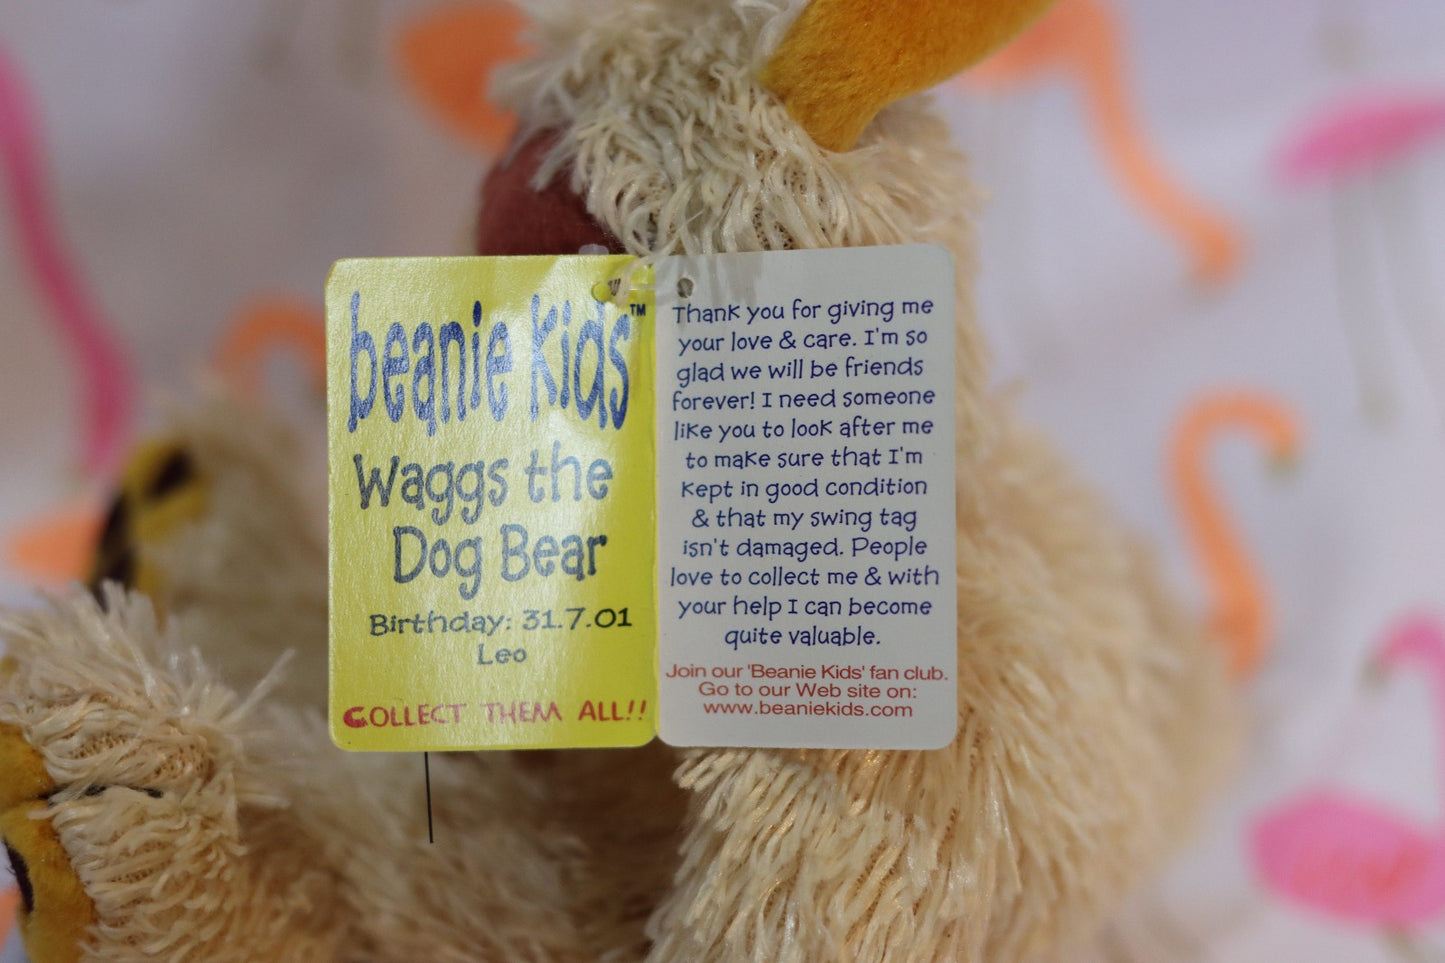 beanie kids™
Waggs the
Dog Bear
Birthday: 31.7.01
Leo
COLLECT THEM ALL!!
Thank you for giving me
your love & care. I'm so
glad we will be friends
forever! I need someone
like you to look after me
to make sure that I'm
kept in good condition
& that my swing tag
isn't damaged. People
love to collect me & with
your help I can become
quite valuable.
Join our 'Beanie Kids' fan club.
Go to our Web site on:
www.beaniekids.com